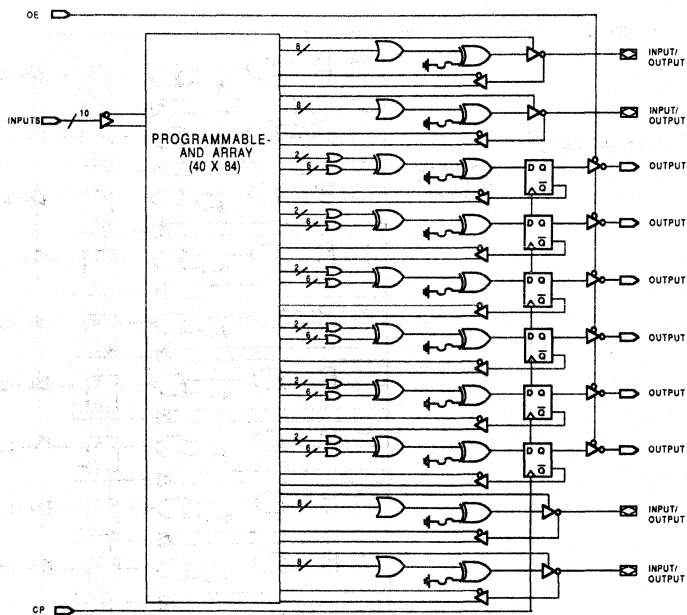 OE
8
INPUT/
OUTPUT
INPUTS
10
8
INPUT/
OUTPUT
PROGRAMMABLE-
AND ARRAY
(40 X 84)
2
6
D Q
Q
OUTPUT
2
6
D Q
Q
OUTPUT
2
6
D Q
Q
OUTPUT
2
6
D Q
Q
OUTPUT
2
6
D Q
Q
OUTPUT
2
6
D Q
Q
OUTPUT
8
INPUT/
OUTPUT
8
INPUT/
OUTPUT
CP